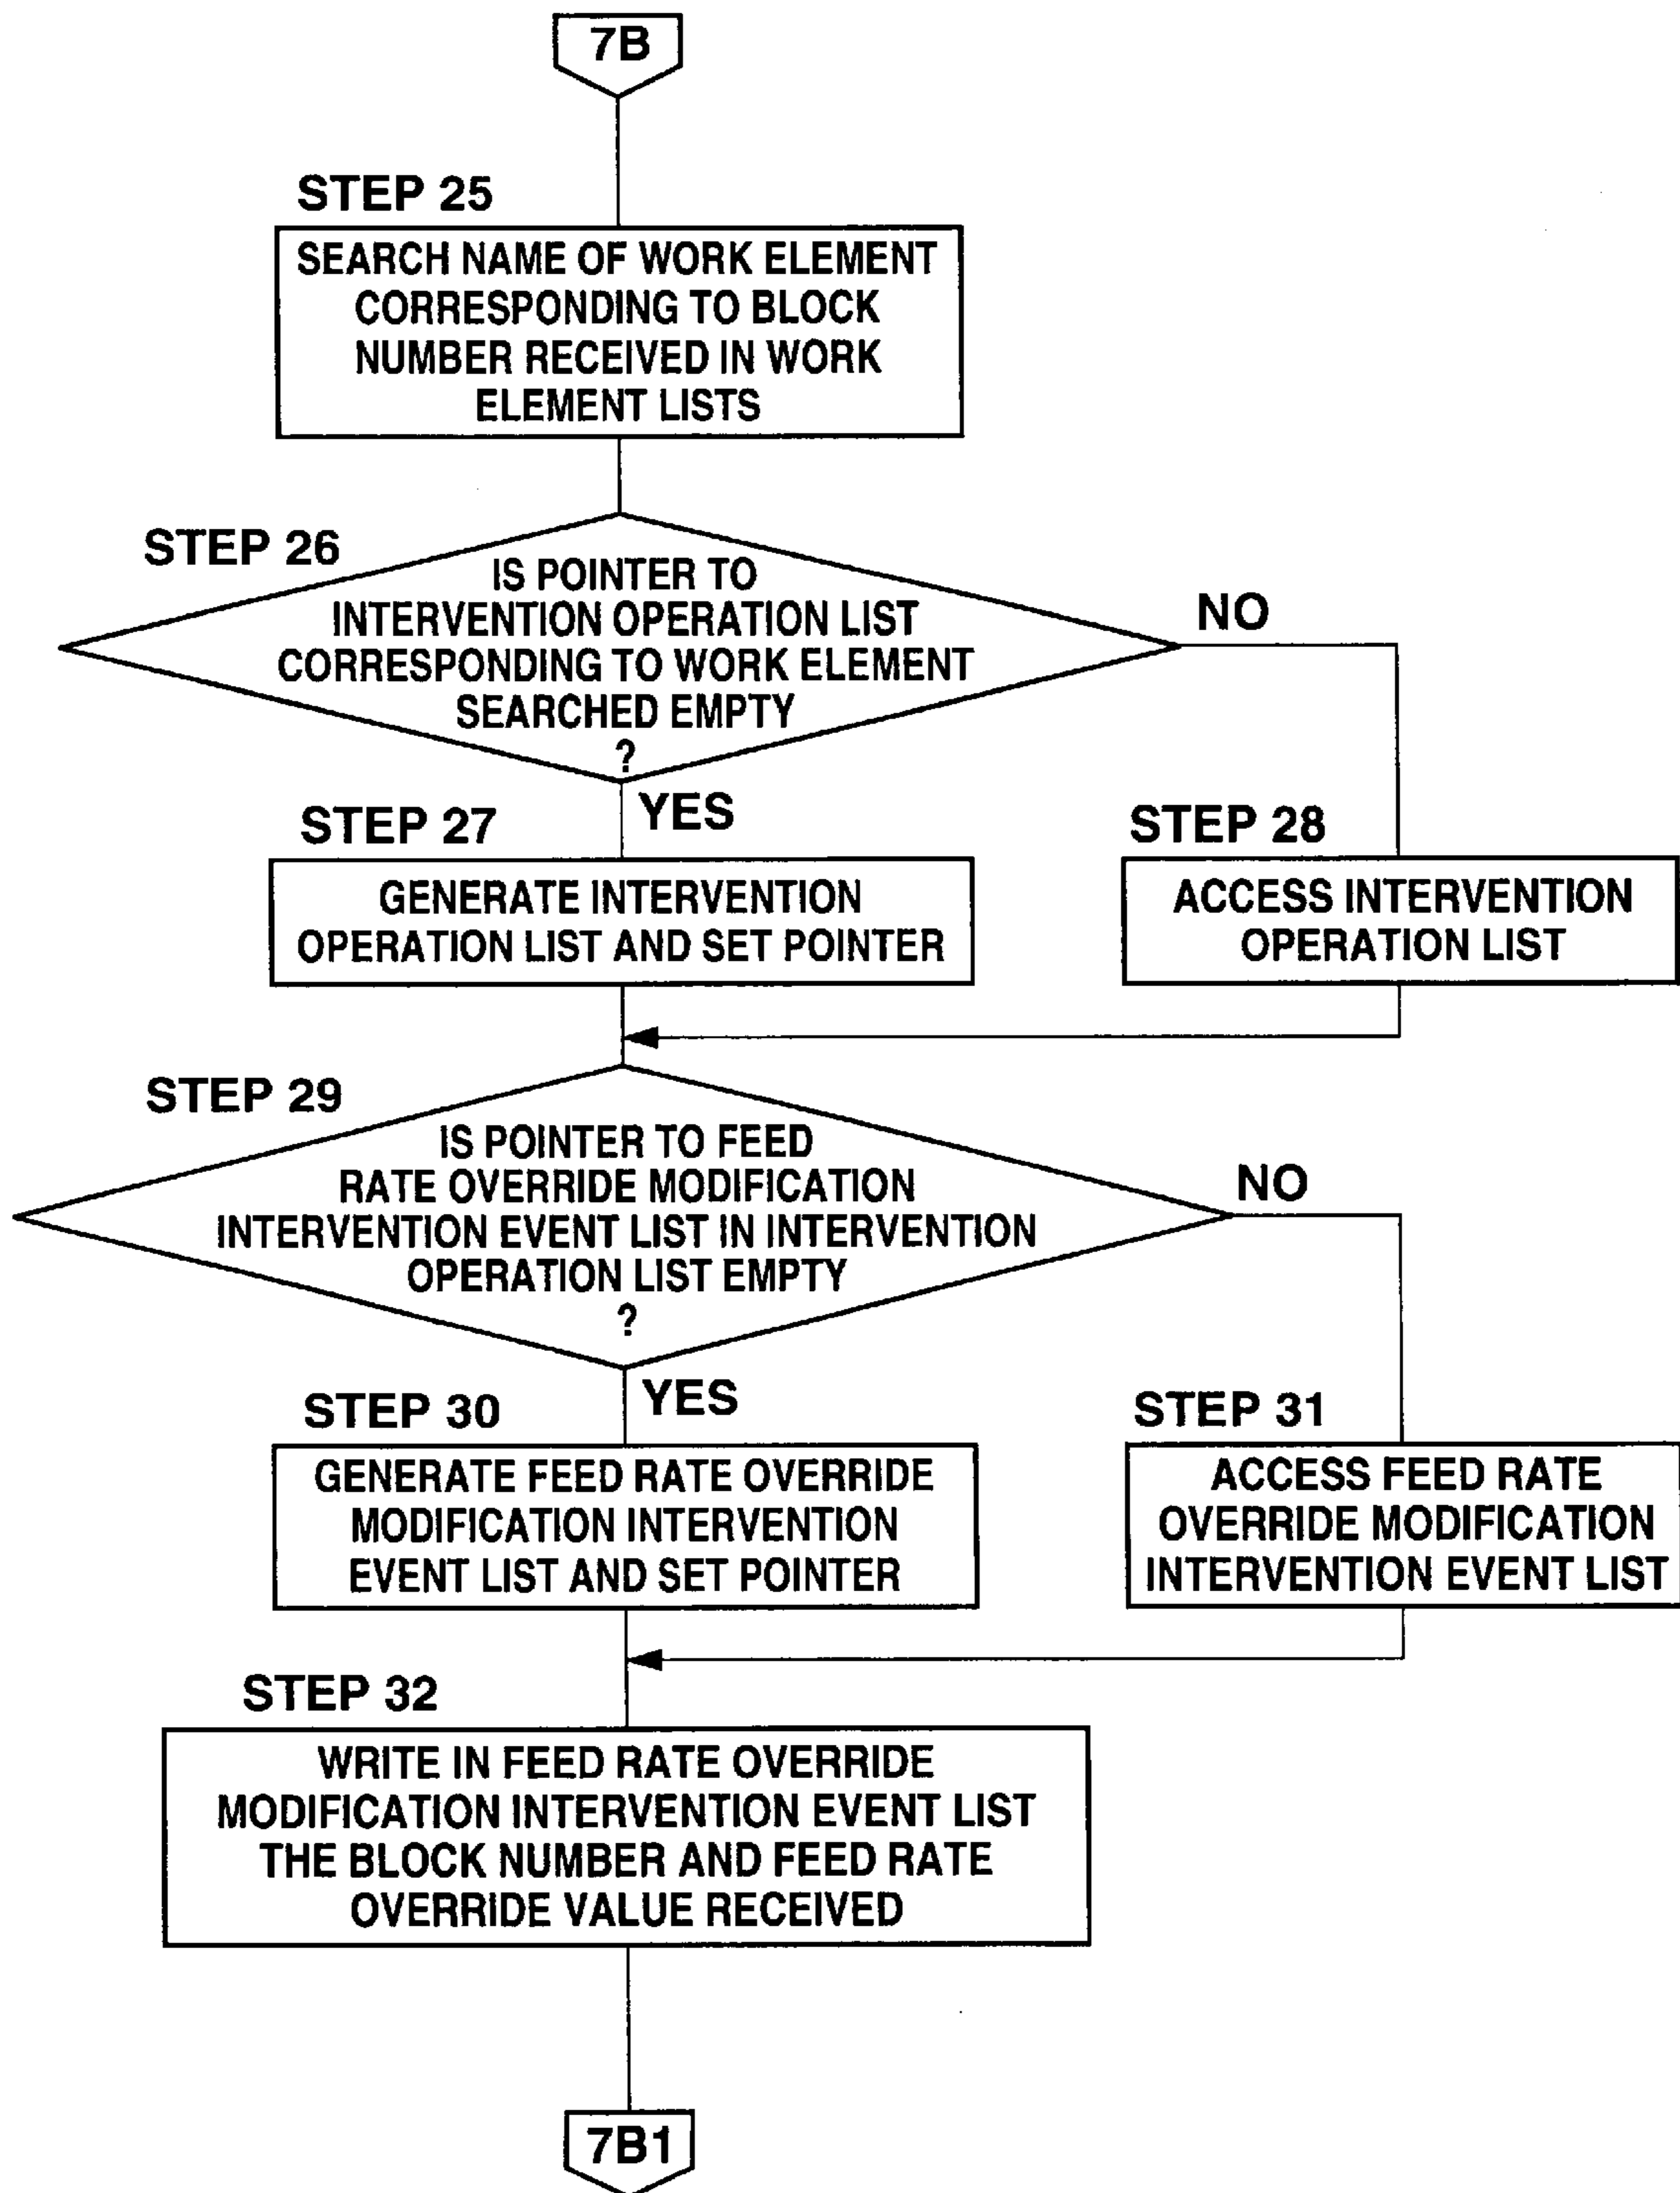 7B
STEP 25
SEARCH NAME OF WORK ELEMENT
CORRESPONDING TO BLOCK
NUMBER RECEIVED IN WORK
ELEMENT LISTS
STEP 26
IS POINTER TO
INTERVENTION OPERATION LIST
CORRESPONDING TO WORK ELEMENT
SEARCHED EMPTY
?
NO
YES
STEP 27
GENERATE INTERVENTION
OPERATION LIST AND SET POINTER
STEP 28
ACCESS INTERVENTION
OPERATION LIST
STEP 29
IS POINTER TO FEED
RATE OVERRIDE MODIFICATION
INTERVENTION EVENT LIST IN INTERVENTION
OPERATION LIST EMPTY
?
NO
YES
STEP 30
GENERATE FEED RATE OVERRIDE
MODIFICATION INTERVENTION
EVENT LIST AND SET POINTER
STEP 31
ACCESS FEED RATE
OVERRIDE MODIFICATION
INTERVENTION EVENT LIST
STEP 32
WRITE IN FEED RATE OVERRIDE
MODIFICATION INTERVENTION EVENT LIST
THE BLOCK NUMBER AND FEED RATE
OVERRIDE VALUE RECEIVED
7B1